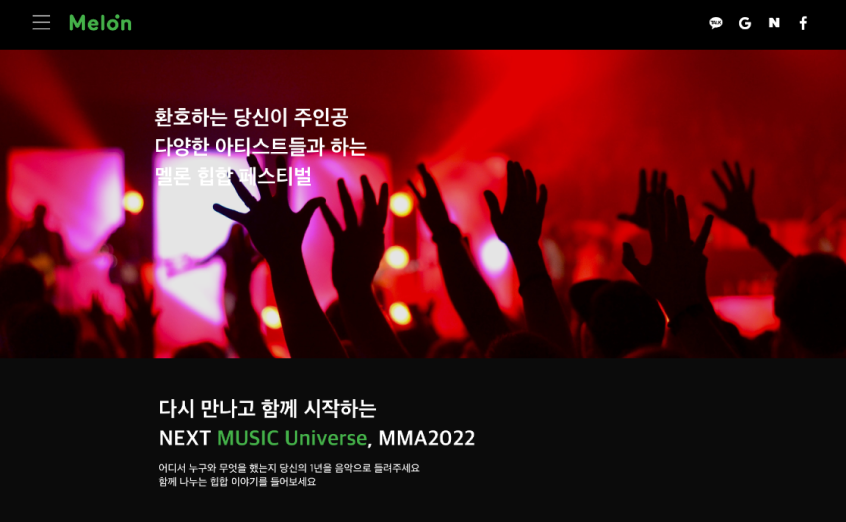 Melon
TALK
G
N
f
환호하는 당신이 주인공
다양한 아티스트들과 하는
멜론 힙합 페스티벌
다시 만나고 함께 시작하는
NEXT MUSIC Universe, MMA2022
어디서 누구와 무엇을 했는지 당신의 1년을 음악으로 들려주세요
함께 나누는 힙합 이야기를 들어보세요